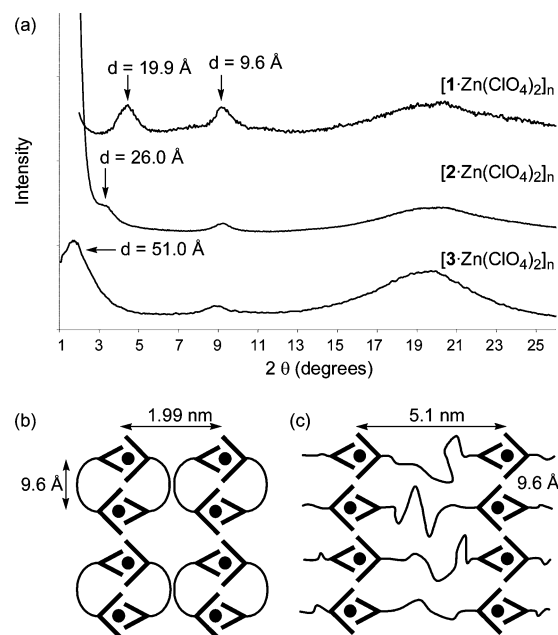 (a)
d = 19.9 Å
d = 9.6 Å
[1·Zn(ClO4)2]n
d = 26.0 Å
[2·Zn(ClO4)2]n
d = 51.0 Å
[3·Zn(ClO4)2]n
Intensity
1 3 5 7 9 11 13 15 17 19 21 23 25
2 θ (degrees)
(b)
1.99 nm
9.6 Å
(c)
5.1 nm
9.6 Å